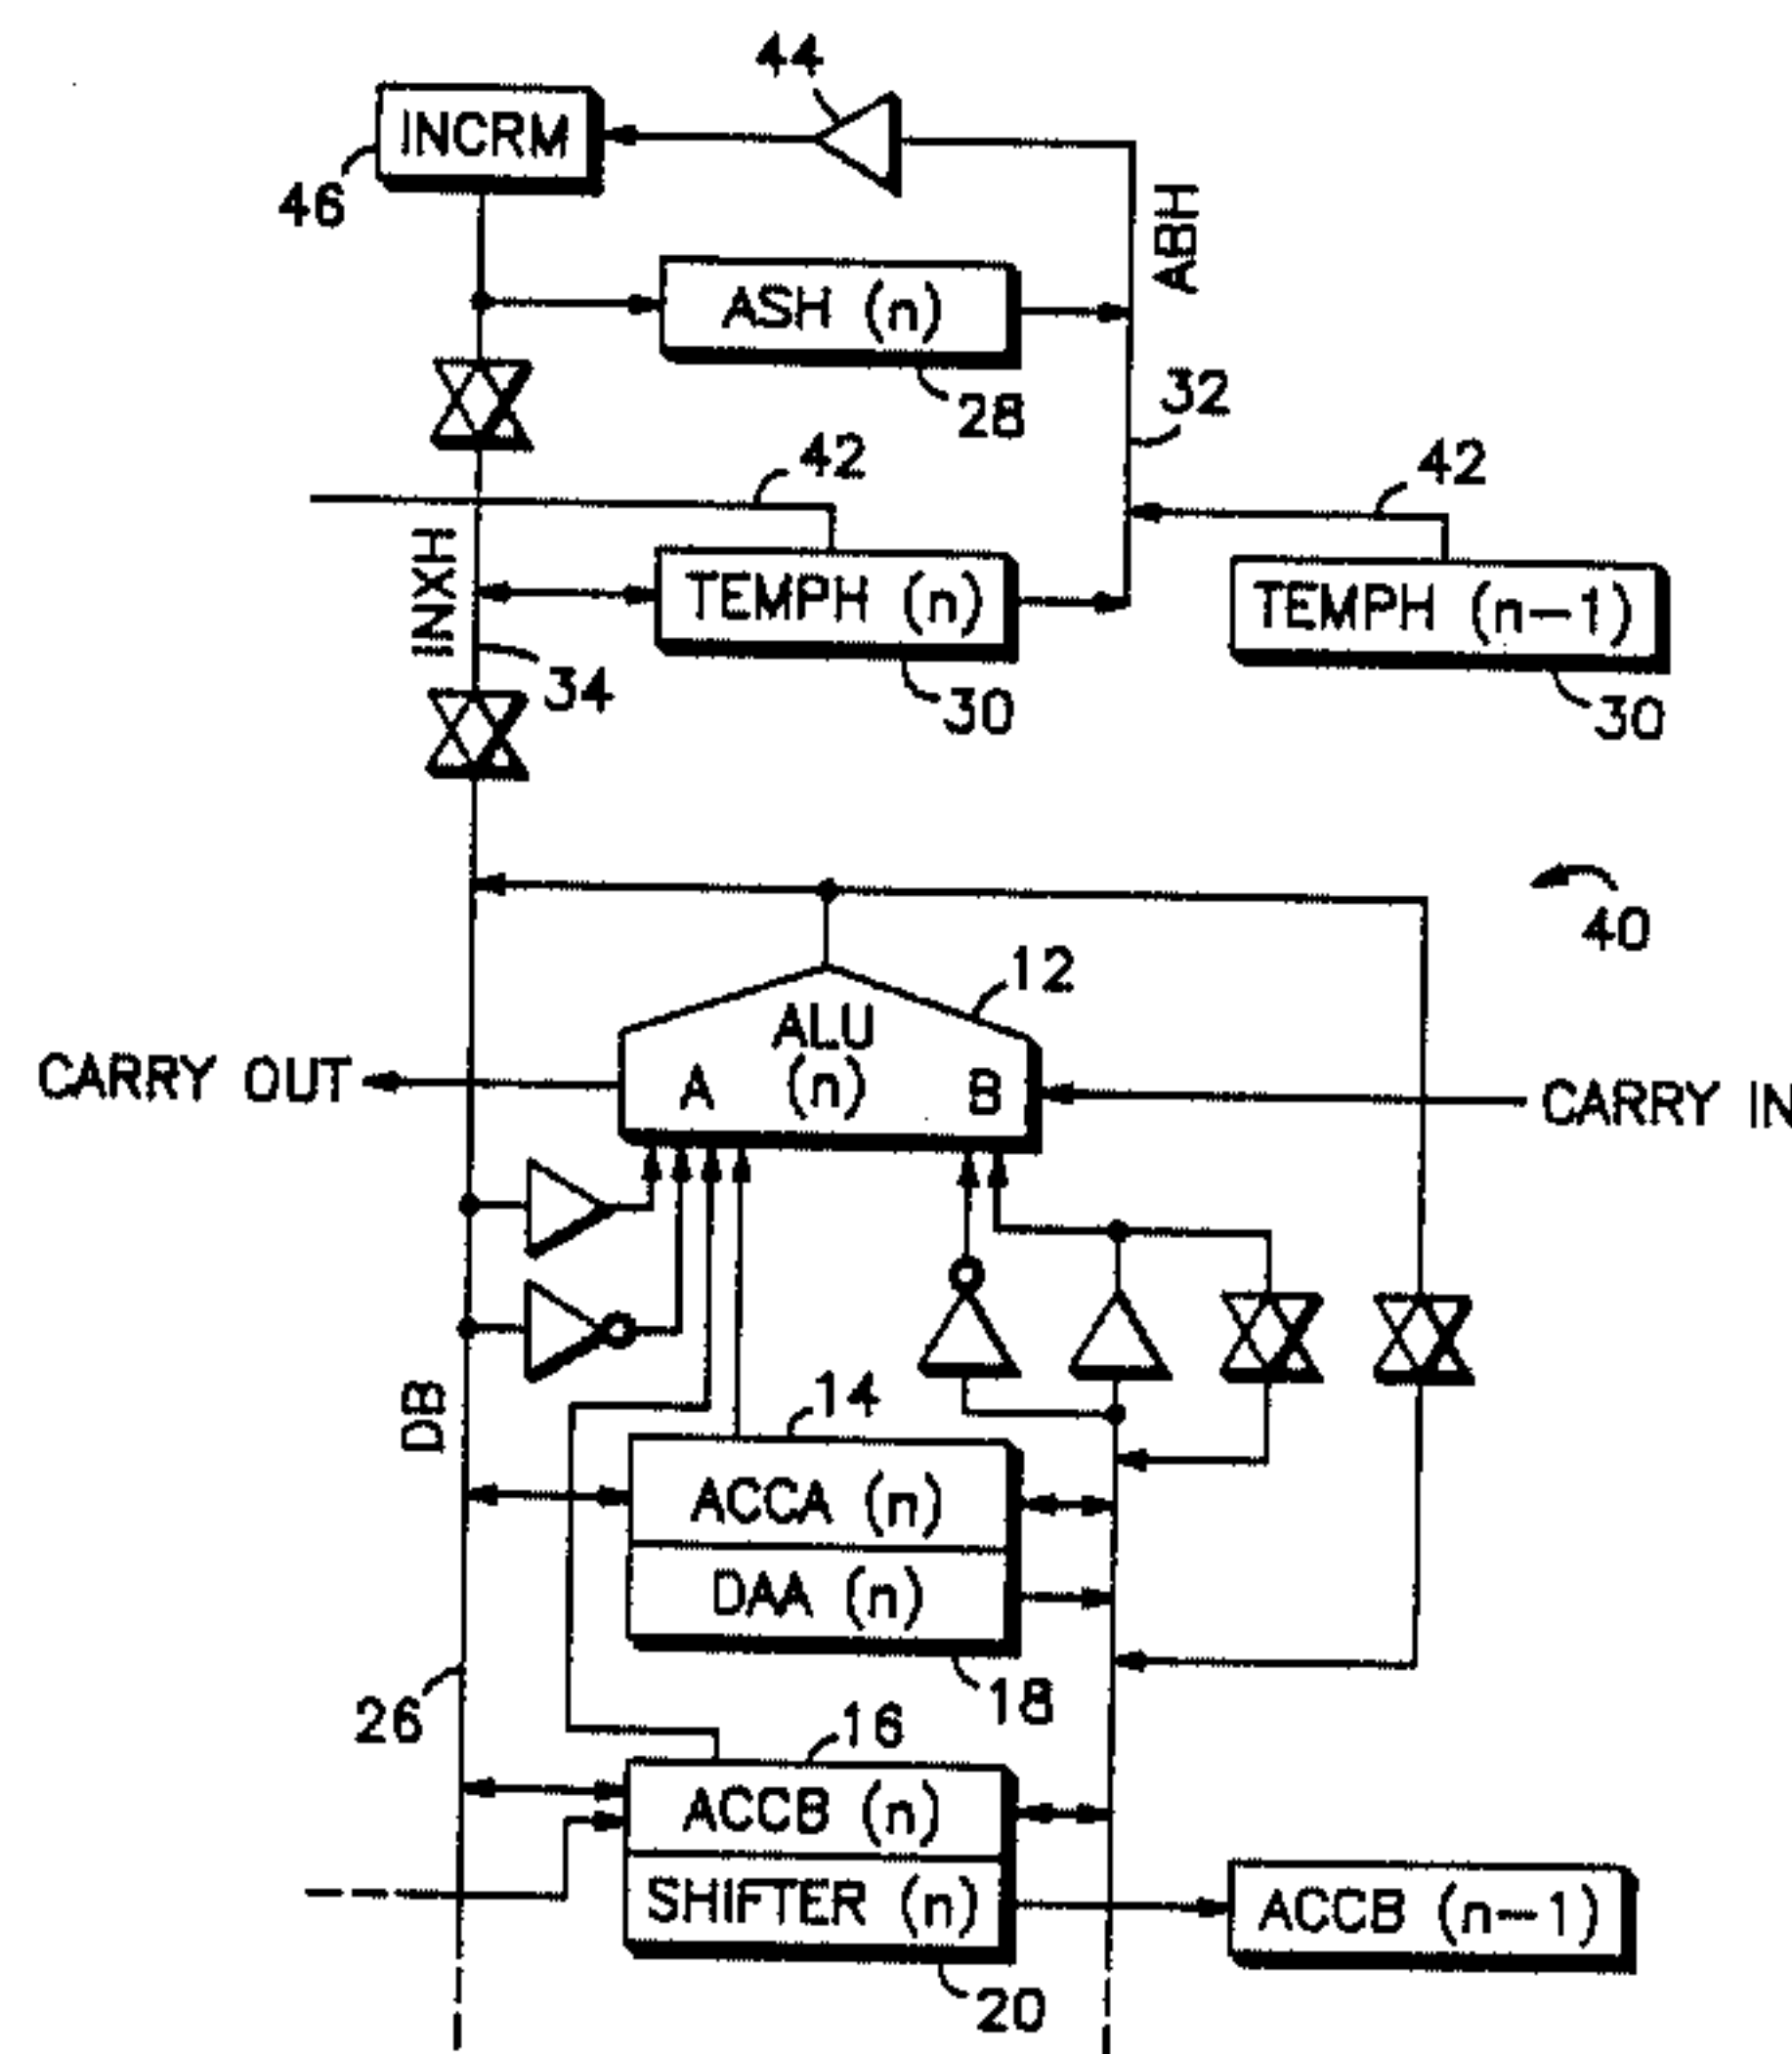 44
INCRM
46
ABH
ASH (n)
28
32
42
42
INXH
TEMPH (n)
TEMPH (n-1)
34
30
30
40
12
ALU
(n)
A
B
CARRY OUT
CARRY IN
DB
14
ACCA (n)
DAA (n)
18
26
16
ACCB (n)
SHIFTER (n)
ACCB (n-1)
20